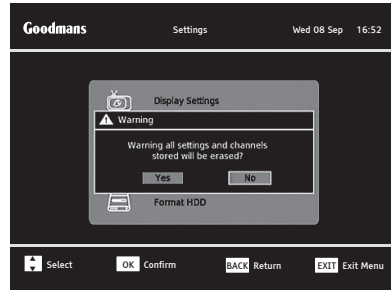 Goodmans Settings Wed 08 Sep 16:52
Display Settings
Warning
Warning all settings and channels
stored will be erased?
Yes No
Format HDD
Select OK Confirm BACK Return EXIT Exit Menu